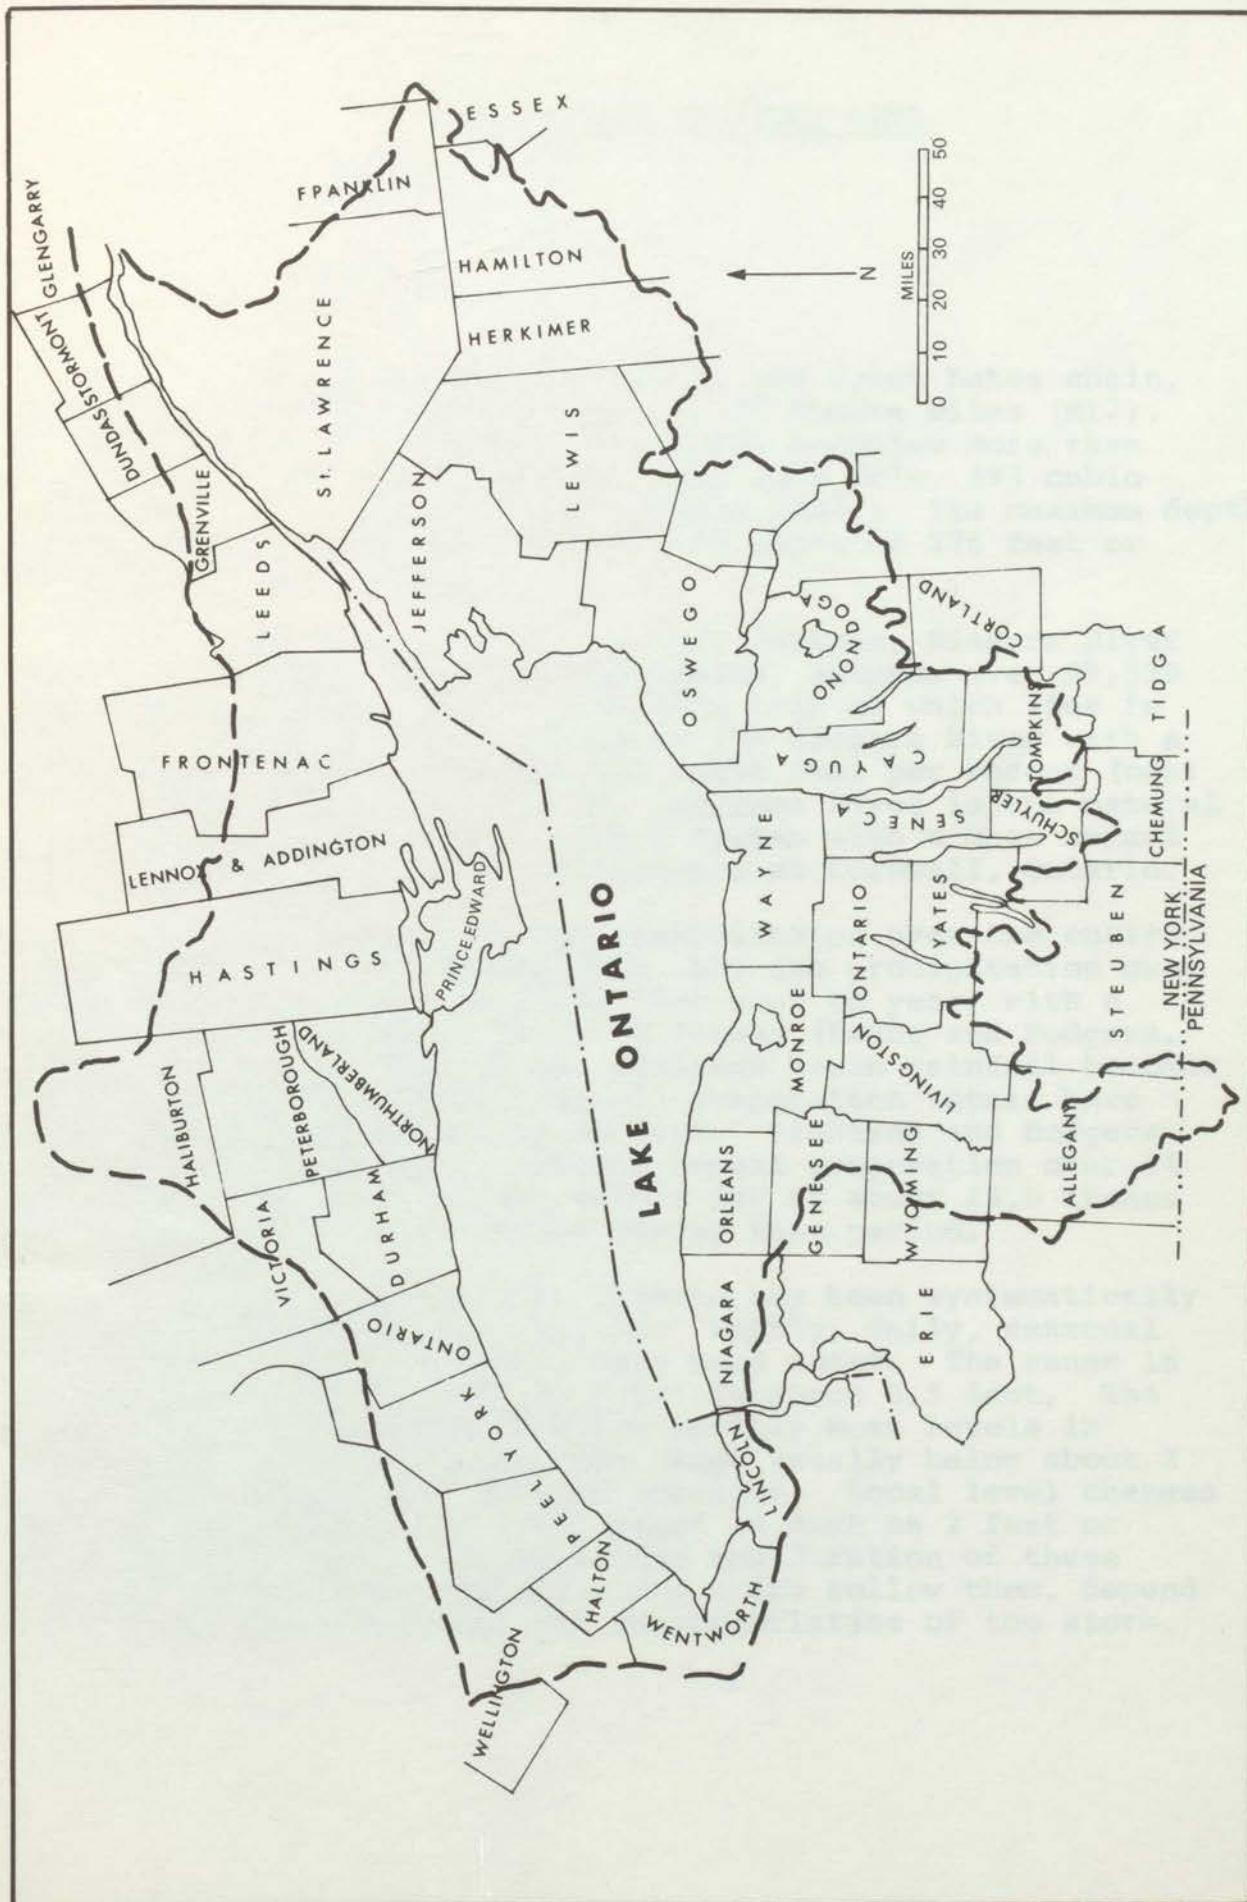 GLENGARRY
STORMONT
DUNDAS
GRENVILLE
LEEDS
FRONTENAC
LENNOX & ADDINGTON
HASTINGS
PRINCE EDWARD
HALIBURTON
PETERBOROUGH
NORTHUMBERLAND
VICTORIA
DURHAM
ONTARIO
YORK
PEEL
HALTON
WELLINGTON
WENTWORTH
LINCOLN
LAKE ONTARIO
FPANKLIN
ESSEX
St. LAWRENCE
HAMILTON
HERKIMER
JEFFERSON
LEWIS
OSWEGO
ONONDOGA
CORTLAND
CAYUGA
TOMPKINS
TIDGA
SENECA
SCHUYLER
CHEMUNG
WAYNE
ONTARIO
YATES
STEUBEN
MONROE
LIVINGSTON
ORLEANS
GENESEE
WYOMING
ALLEGANY
NIAGARA
ERIE
NEW YORK
PENNSYLVANIA
N
MILES
0 10 20 30 40 50